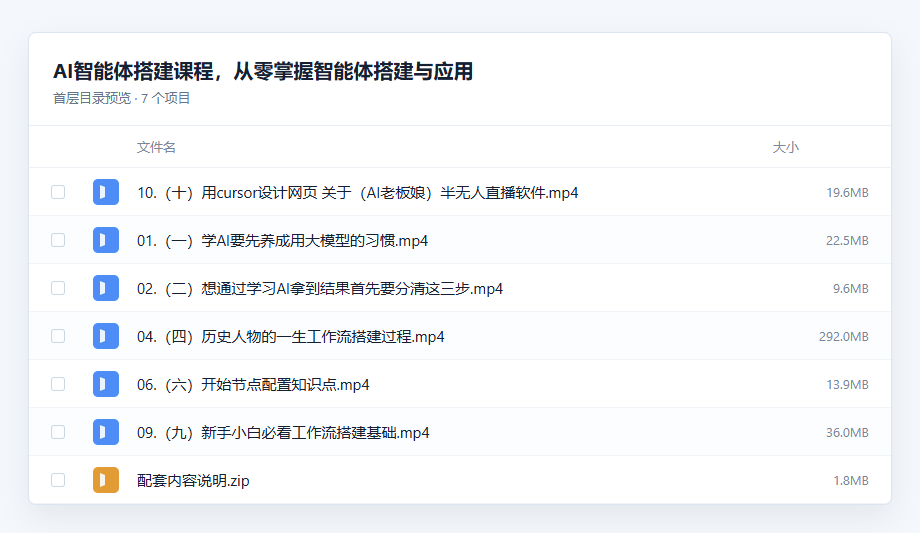 AI智能体搭建课程，从零掌握智能体搭建与应用
首层目录预览 · 7 个项目
文件名 大小
10.（十）用cursor设计网页 关于（AI老板娘）半无人直播软件.mp4 19.6MB
01.（一）学AI要先养成用大模型的习惯.mp4 22.5MB
02.（二）想通过学习AI拿到结果首先要分清这三步.mp4 9.6MB
04.（四）历史人物的一生工作流搭建过程.mp4 292.0MB
06.（六）开始节点配置知识点.mp4 13.9MB
09.（九）新手小白必看工作流搭建基础.mp4 36.0MB
配套内容说明.zip 1.8MB